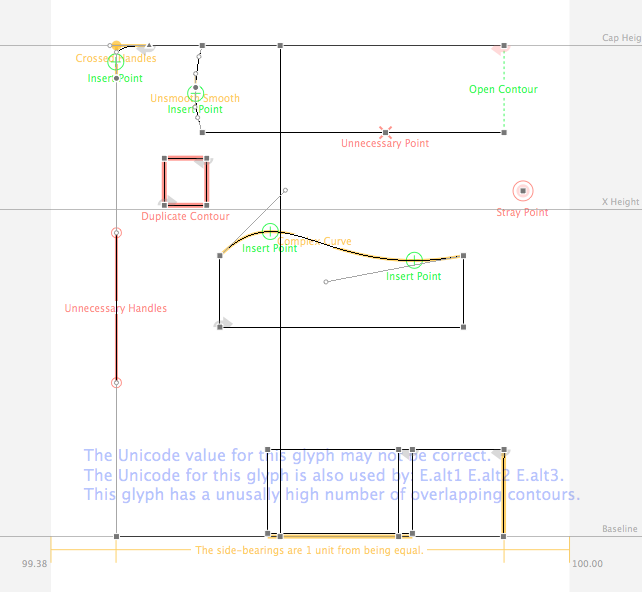 Cap Heig
Crossed Handles
Insert Point
Open Contour
Unsmooth Smooth
Insert Point
Unnecessary Point
X Height
Duplicate Contour
Stray Point
Complex Curve
Insert Point
Insert Point
Unnecessary Handles
The Unicode value for this glyph may not be correct.
The Unicode for this glyph is also used by: E.alt1 E.alt2 E.alt3.
This glyph has a unusally high number of overlapping contours.
Baseline
The side-bearings are 1 unit from being equal.
99.38
100.00